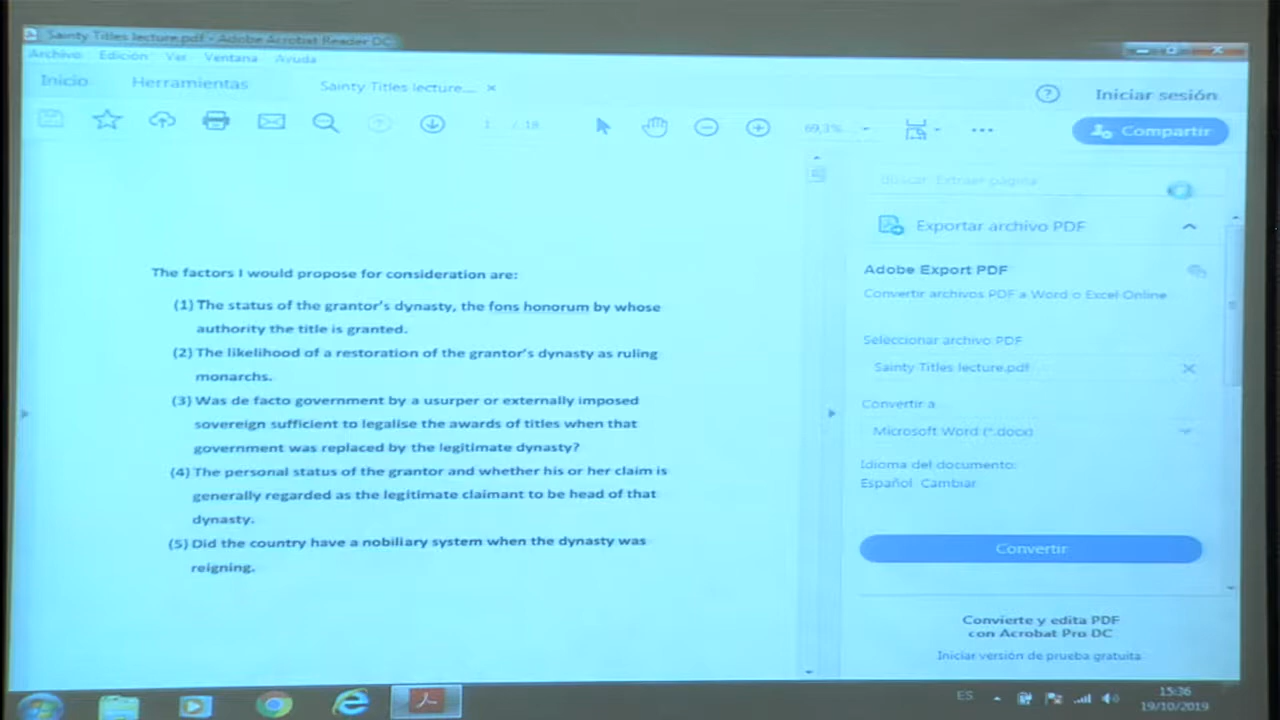 Sainty Titles lecture.pdf - Adobe Acrobat Reader DC
Archivo Edición Ver Ventana Ayuda
Inicio Herramientas Sainty Titles lecture.... ×
? Iniciar sesión
1 / 18 69,3% Compartir
Buscar Extraer página
Exportar archivo PDF
Adobe Export PDF
Convertir archivos PDF a Word o Excel Online
Seleccionar archivo PDF
Sainty Titles lecture.pdf
Convertir a
Microsoft Word (*.docx)
Idioma del documento:
Español Cambiar
Convertir
Convierte y edita PDF
con Acrobat Pro DC
Iniciar versión de prueba gratuita
The factors I would propose for consideration are:
(1) The status of the grantor's dynasty, the fons honorum by whose
authority the title is granted.
(2) The likelihood of a restoration of the grantor's dynasty as ruling
monarchs.
(3) Was de facto government by a usurper or externally imposed
sovereign sufficient to legalise the awards of titles when that
government was replaced by the legitimate dynasty?
(4) The personal status of the grantor and whether his or her claim is
generally regarded as the legitimate claimant to be head of that
dynasty.
(5) Did the country have a nobiliary system when the dynasty was
reigning.
ES
15:36
19/10/2019